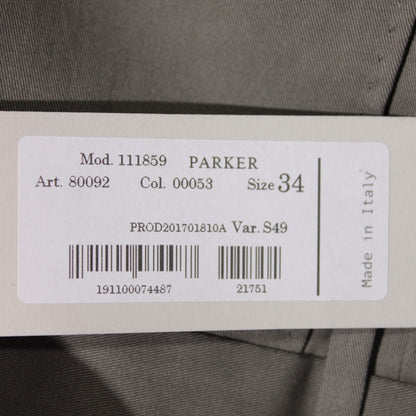 Mod. 111859 PARKER
Art. 80092 Col. 00053 Size 34
PROD201701810A Var. S49
191100074487 21751
Made in Italy